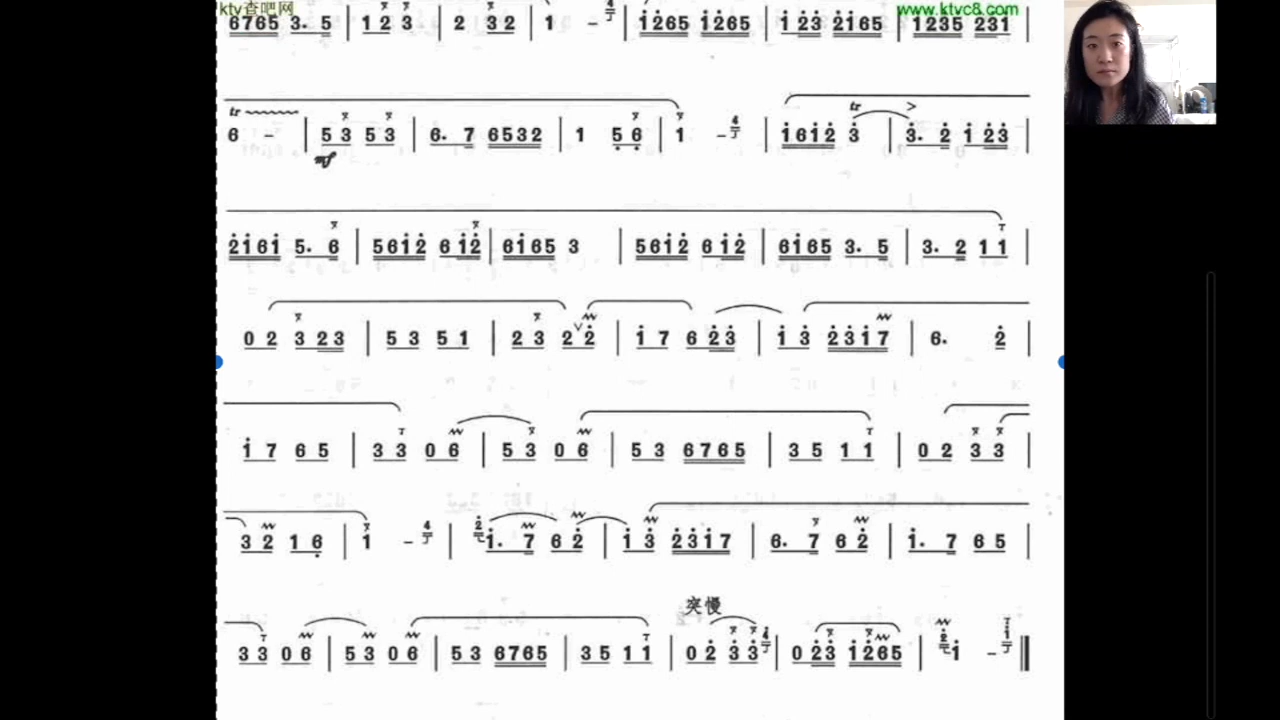 ktv查吧网 www.ktvc8.com
6765 3. 5 | 1 2 3 | 2 32 | 1 - | 1265 1265 | 1 23 2165 | 1235 231 |
tr tr >
6 - | 5 3 5 3 | 6. 7 6532 | 1 5 6 | 1 - | 1612 3 | 3. 2 1 23 |
mf
2161 5. 6 | 5612 6 12 | 6165 3 | 5612 6 12 | 6165 3. 5 | 3. 2 1 1 |
0 2 3 23 | 5 3 5 1 | 2 3 2 2 | 1 7 6 23 | 1 3 2317 | 6. 2 |
1 7 6 5 | 3 3 0 6 | 5 3 0 6 | 5 3 6765 | 3 5 1 1 | 0 2 3 3 |
3 2 1 6 | 1 - | 1. 7 6 2 | 1 3 2317 | 6. 7 6 2 | 1. 7 6 5 |
突慢
3 3 0 6 | 5 3 0 6 | 5 3 6765 | 3 5 1 1 | 0 2 3 3 | 0 23 1265 | 1 -